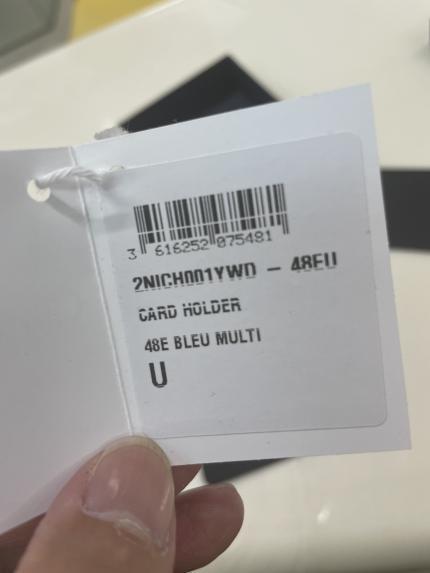 3 616252 075481
2NICH001YWD - 48EU
CARD HOLDER
48E BLEU MULTI
U